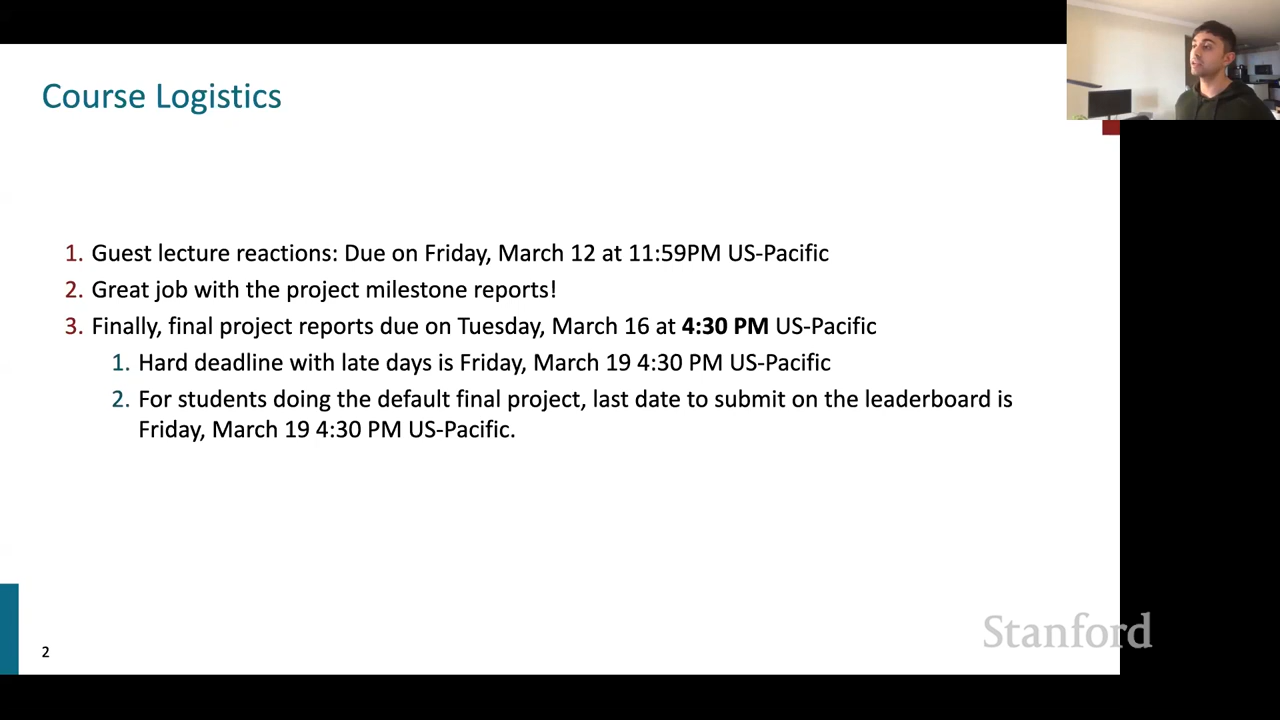 Course Logistics
1. Guest lecture reactions: Due on Friday, March 12 at 11:59PM US-Pacific
2. Great job with the project milestone reports!
3. Finally, final project reports due on Tuesday, March 16 at 4:30 PM US-Pacific
1. Hard deadline with late days is Friday, March 19 4:30 PM US-Pacific
2. For students doing the default final project, last date to submit on the leaderboard is
Friday, March 19 4:30 PM US-Pacific.
2
Stanford